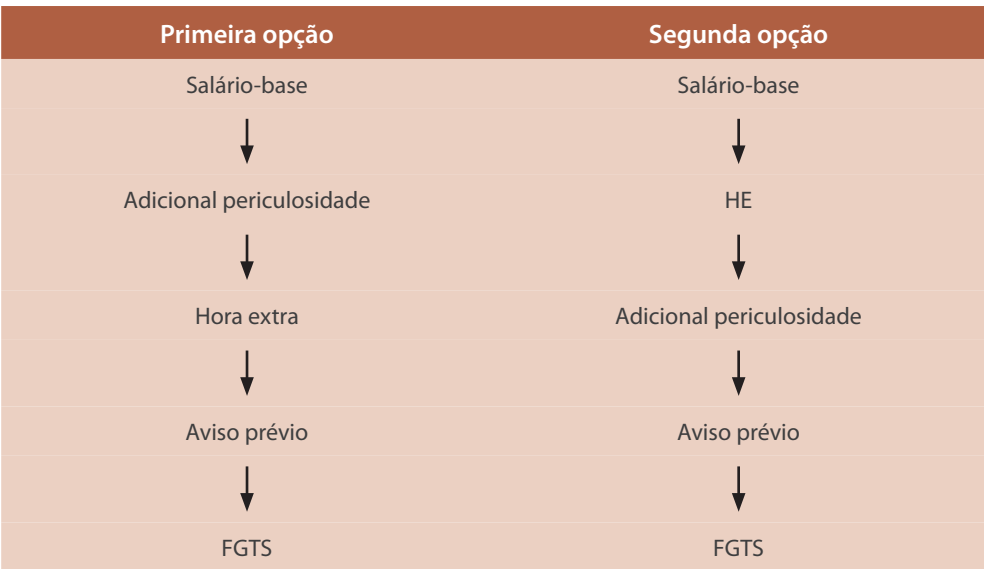 Primeira opção Segunda opção
Salário-base Salário-base
Adicional periculosidade HE
Hora extra Adicional periculosidade
Aviso prévio Aviso prévio
FGTS FGTS